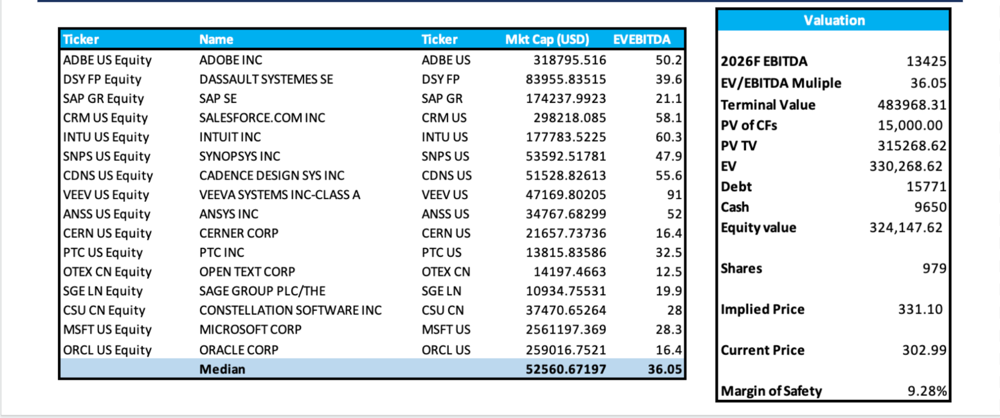 Ticker Name Ticker Mkt Cap (USD) EVEBITDA
ADBE US Equity ADOBE INC ADBE US 318795.516 50.2
DSY FP Equity DASSAULT SYSTEMES SE DSY FP 83955.83515 39.6
SAP GR Equity SAP SE SAP GR 174237.9923 21.1
CRM US Equity SALESFORCE.COM INC CRM US 298218.085 58.1
INTU US Equity INTUIT INC INTU US 177783.5225 60.3
SNPS US Equity SYNOPSYS INC SNPS US 53592.51781 47.9
CDNS US Equity CADENCE DESIGN SYS INC CDNS US 51528.82613 55.6
VEEV US Equity VEEVA SYSTEMS INC-CLASS A VEEV US 47169.80205 91
ANSS US Equity ANSYS INC ANSS US 34767.68299 52
CERN US Equity CERNER CORP CERN US 21657.73736 16.4
PTC US Equity PTC INC PTC US 13815.83586 32.5
OTEX CN Equity OPEN TEXT CORP OTEX CN 14197.4663 12.5
SGE LN Equity SAGE GROUP PLC/THE SGE LN 10934.75531 19.9
CSU CN Equity CONSTELLATION SOFTWARE INC CSU CN 37470.65264 28
MSFT US Equity MICROSOFT CORP MSFT US 2561197.369 28.3
ORCL US Equity ORACLE CORP ORCL US 259016.7521 16.4
Median 52560.67197 36.05
Valuation
2026F EBITDA 13425
EV/EBITDA Muliple 36.05
Terminal Value 483968.31
PV of CFs 15,000.00
PV TV 315268.62
EV 330,268.62
Debt 15771
Cash 9650
Equity value 324,147.62
Shares 979
Implied Price 331.10
Current Price 302.99
Margin of Safety 9.28%